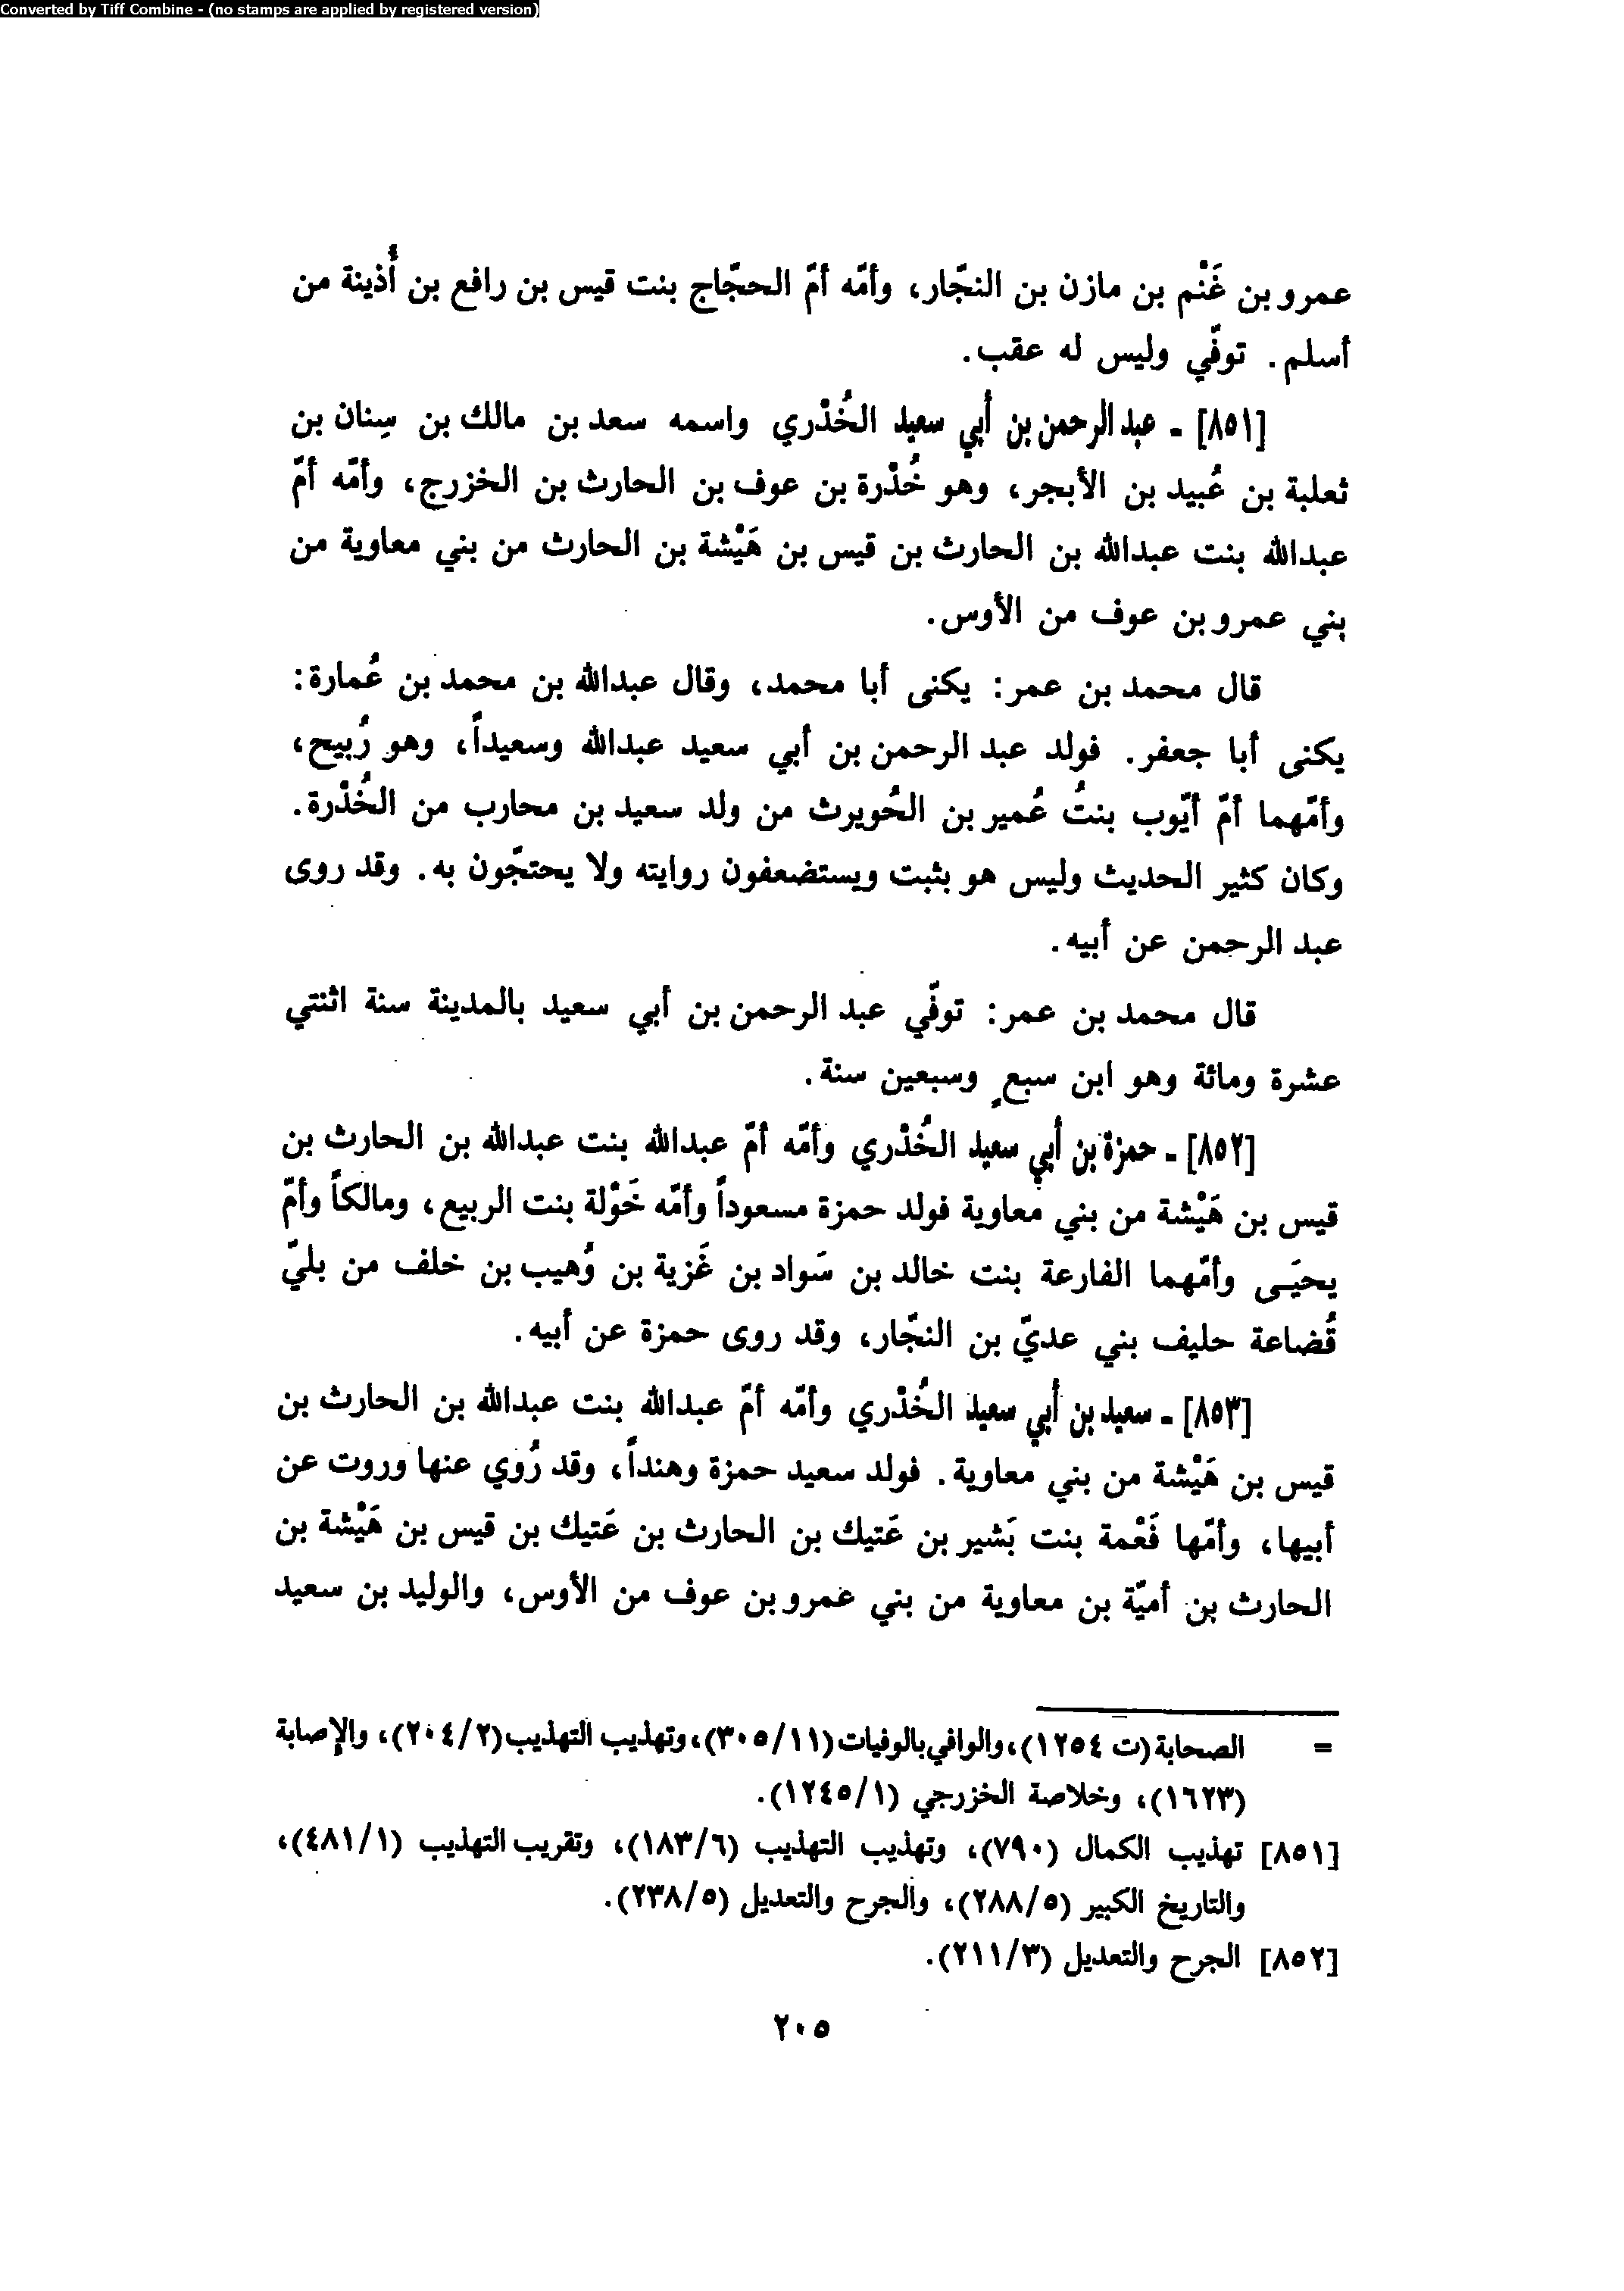 Converted by Tiff Combine - (no stamps are applied by registered version)
عمرو بن غَنْم بن مازن بن النجّار، وأمّه أمّ الحجّاج بنت قيس بن رافع بن أُذينة من
أسلم. توفّي وليس له عقب.
[٨٥١] ـ عبد الرحمن بن أبي سعيد الخُدْري واسمه سعد بن مالك بن سِنان بن
ثعلبة بن عُبيد بن الأبجر، وهو خُدْرة بن عوف بن الحارث بن الخزرج، وأمّه أمّ
عبدالله بنت عبدالله بن الحارث بن قيس بن هَيْشة بن الحارث من بني معاوية من
بني عمرو بن عوف من الأوس.
قال محمد بن عمر: يكنى أبا محمد، وقال عبدالله بن محمد بن عُمارة:
يكنى أبا جعفر. فولد عبد الرحمن بن أبي سعيد عبدالله وسعيداً، وهو رُبيح،
وأمّهما أمّ أيّوب بنتُ عُمير بن الحُويرث من ولد سعيد بن محارب من الخُدْرة.
وكان كثير الحديث وليس هو بثبت ويستضعفون روايته ولا يحتجّون به. وقد روى
عبد الرحمن عن أبيه.
قال محمد بن عمر: توفّي عبد الرحمن بن أبي سعيد بالمدينة سنة اثنتي
عشرة ومائة وهو ابن سبعٍ وسبعين سنة.
[٨٥٢] ـ حمزة بن أبي سعيد الخُدْري وأمّه أمّ عبدالله بنت عبدالله بن الحارث بن
قيس بن هَيْشة من بني معاوية فولد حمزة مسعوداً وأمّه خَوْلة بنت الربيع، ومالكاً وأمّ
يحيَى وأمّهما الفارعة بنت خالد بن سَواد بن غَزية بن وُهيب بن خلف من بليّ
قُضاعة حليف بني عديّ بن النجّار، وقد روى حمزة عن أبيه.
[٨٥٣] ـ سعيد بن أبي سعيد الخُدْري وأمّه أمّ عبدالله بنت عبدالله بن الحارث بن
قيس بن هَيْشة من بني معاوية. فولد سعيد حمزة وهنداً، وقد رُوي عنها وروت عن
أبيها، وأمّها فَعْمة بنت بَشير بن عَتيك بن الحارث بن عَتيك بن قيس بن هَيْشة بن
الحارث بن أميّة بن معاوية من بني عمرو بن عوف من الأوس، والوليد بن سعيد
= الصحابة (ت ١٢٥٤)، والوافي بالوفيات (٣٠٥/١١)، وتهذيب التهذيب (٢٠٤/٢)، والإصابة
(١٦٢٣)، وخلاصة الخزرجي (١٢٤٥/١).
[٨٥١] تهذيب الكمال (٧٩٠)، وتهذيب التهذيب (١٨٣/٦)، وتقريب التهذيب (٤٨١/١)،
والتاريخ الكبير (٢٨٨/٥)، والجرح والتعديل (٢٣٨/٥).
[٨٥٢] الجرح والتعديل (٢١١/٣).
٢٠٥